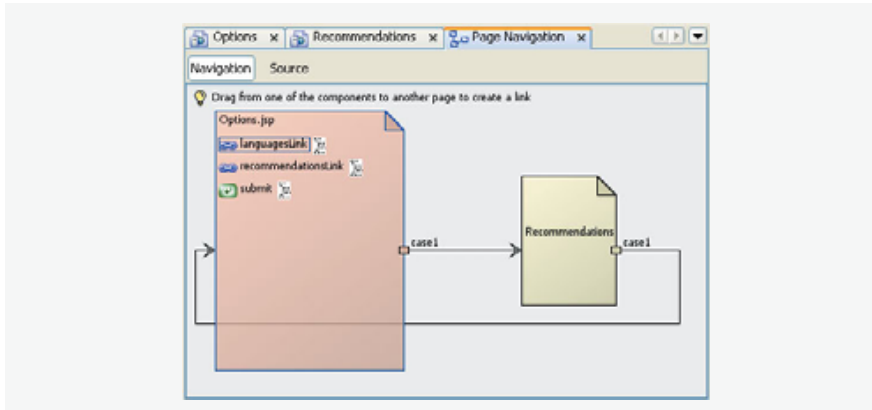 Options x Recommendations x Page Navigation x
Navigation Source
Drag from one of the components to another page to create a link
Options.jsp
languagesLink
recommendationsLink
submit
case1
Recommendations
case1